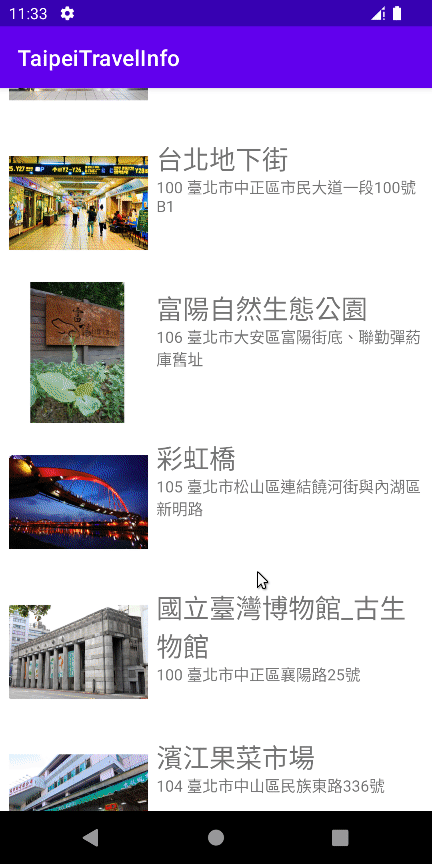 11:33
TaipeiTravelInfo
台北地下街
100 臺北市中正區市民大道一段100號
B1
富陽自然生態公園
106 臺北市大安區富陽街底、聯勤彈葯
庫舊址
彩虹橋
105 臺北市松山區連結饒河街與內湖區
新明路
國立臺灣博物館_古生
物館
100 臺北市中正區襄陽路25號
濱江果菜市場
104 臺北市中山區民族東路336號